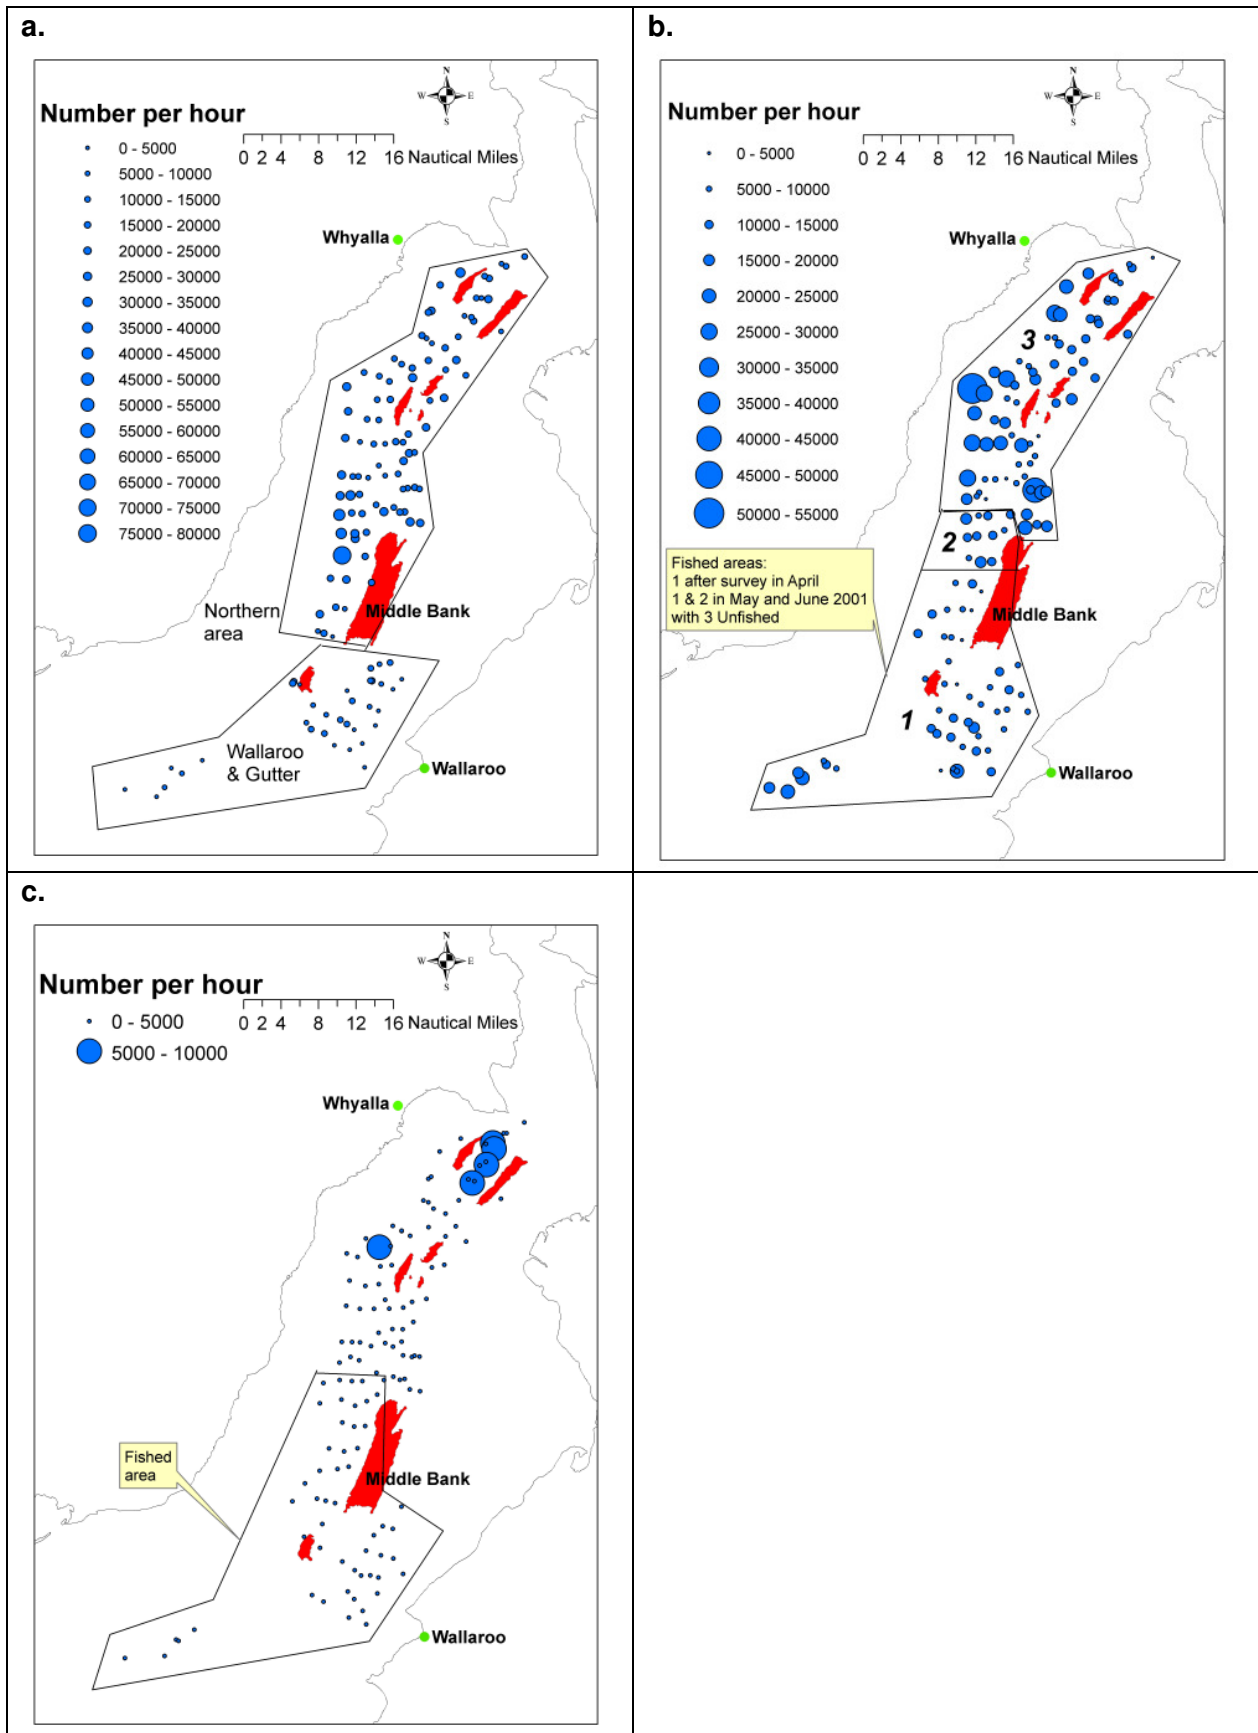 a.
N
W E
S
Number per hour
0 2 4 8 12 16 Nautical Miles
0 - 5000
5000 - 10000
10000 - 15000
15000 - 20000
20000 - 25000
25000 - 30000
30000 - 35000
35000 - 40000
40000 - 45000
45000 - 50000
50000 - 55000
55000 - 60000
60000 - 65000
65000 - 70000
70000 - 75000
75000 - 80000
Whyalla
Northern
area
Middle Bank
Wallaroo
& Gutter
Wallaroo
b.
N
W E
S
Number per hour
0 2 4 8 12 16 Nautical Miles
0 - 5000
5000 - 10000
10000 - 15000
15000 - 20000
20000 - 25000
25000 - 30000
30000 - 35000
35000 - 40000
40000 - 45000
45000 - 50000
50000 - 55000
Whyalla
3
2
Fished areas:
1 after survey in April
1 & 2 in May and June 2001
with 3 Unfished
Middle Bank
1
Wallaroo
c.
N
W E
S
Number per hour
0 2 4 8 12 16 Nautical Miles
0 - 5000
5000 - 10000
Whyalla
Fished
area
Middle Bank
Wallaroo